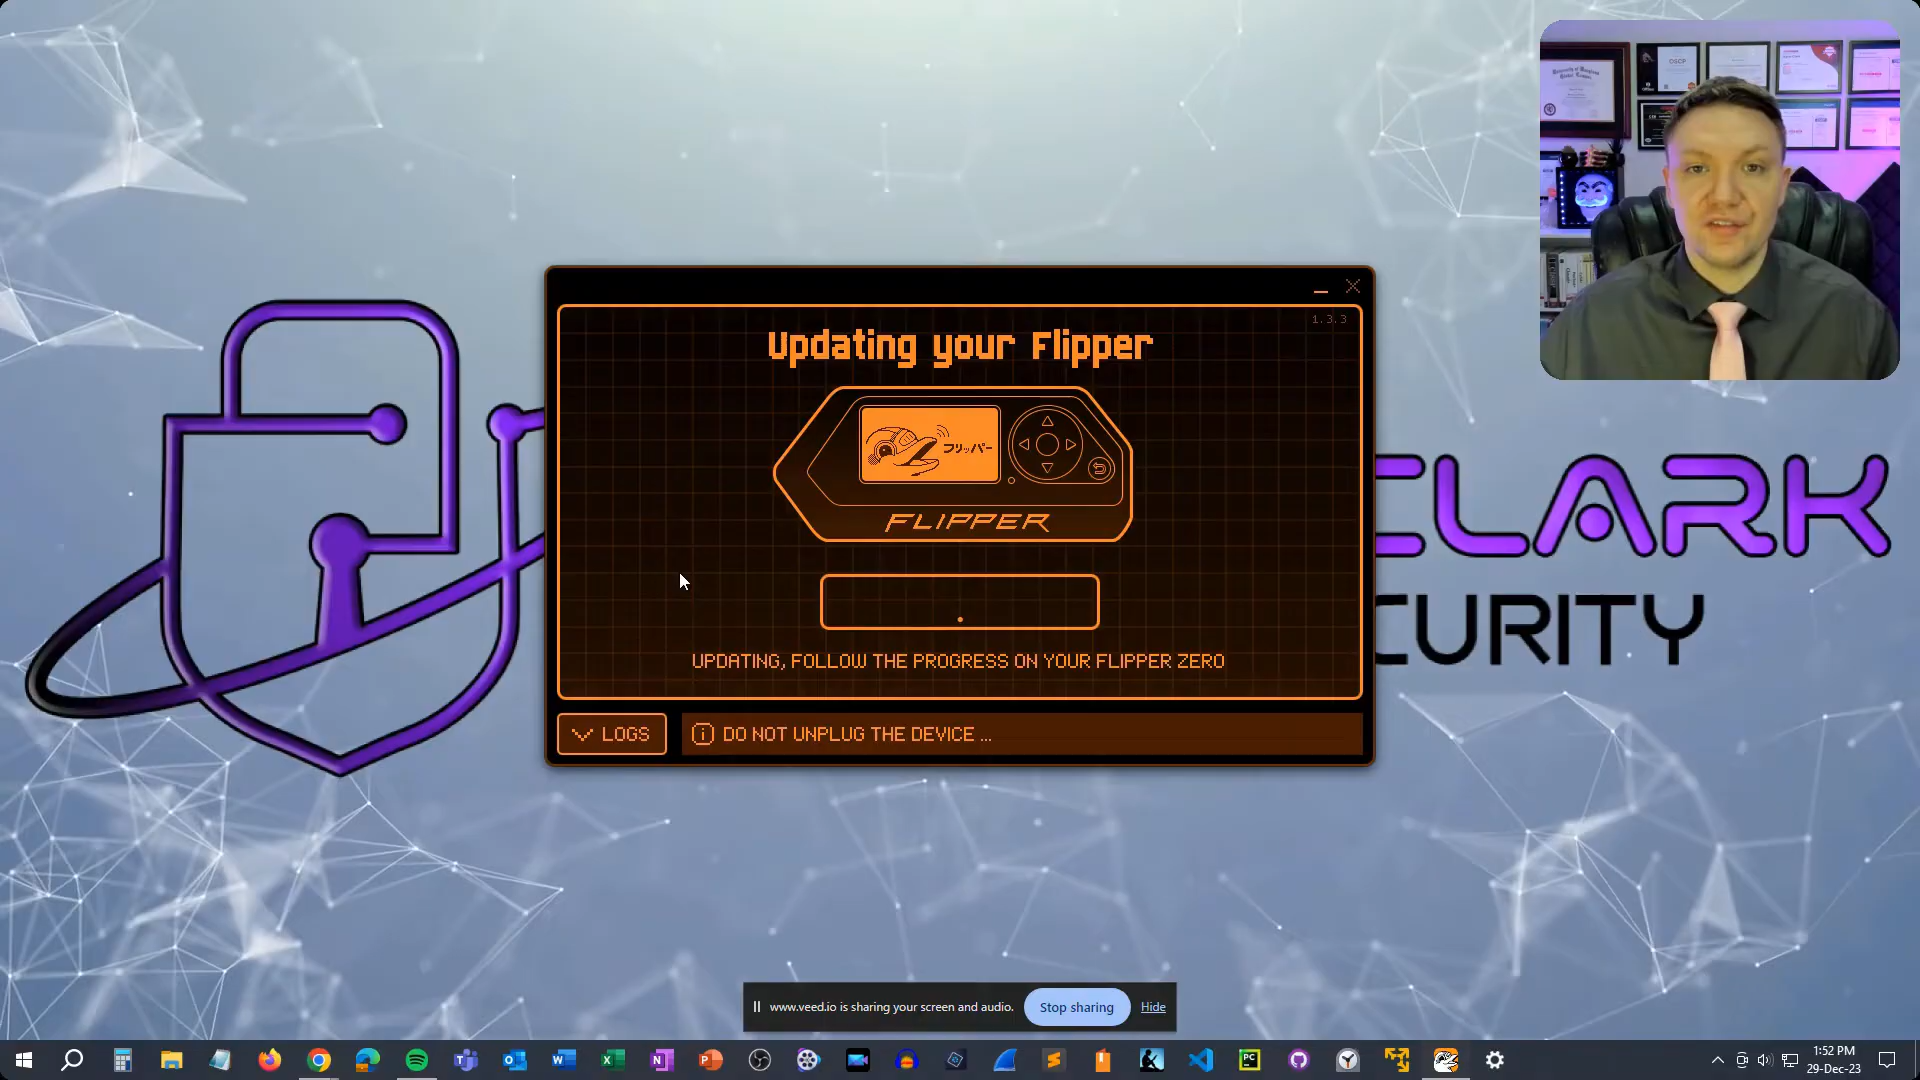 OSCP
1.3.3
Updating your Flipper
フリッパー
FLIPPER
UPDATING, FOLLOW THE PROGRESS ON YOUR FLIPPER ZERO
LOGS
DO NOT UNPLUG THE DEVICE ...
CLARK
CURITY
www.veed.io is sharing your screen and audio.
Stop sharing
Hide
1:52 PM
29-Dec-23